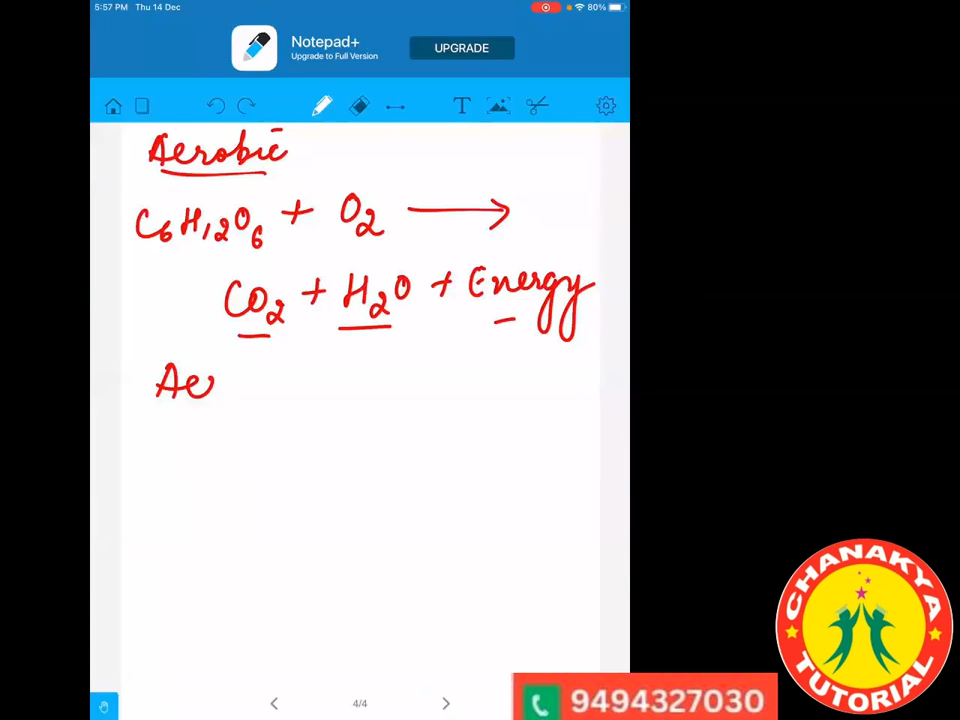 5:57 PM Thu 14 Dec 80%
Notepad+
Upgrade to Full Version
UPGRADE
T
Aerobic
C6H12O6 + O2 →
CO2 + H2O + Energy
Ae
4/4
CHANAKYA
TUTORIAL
9494327030